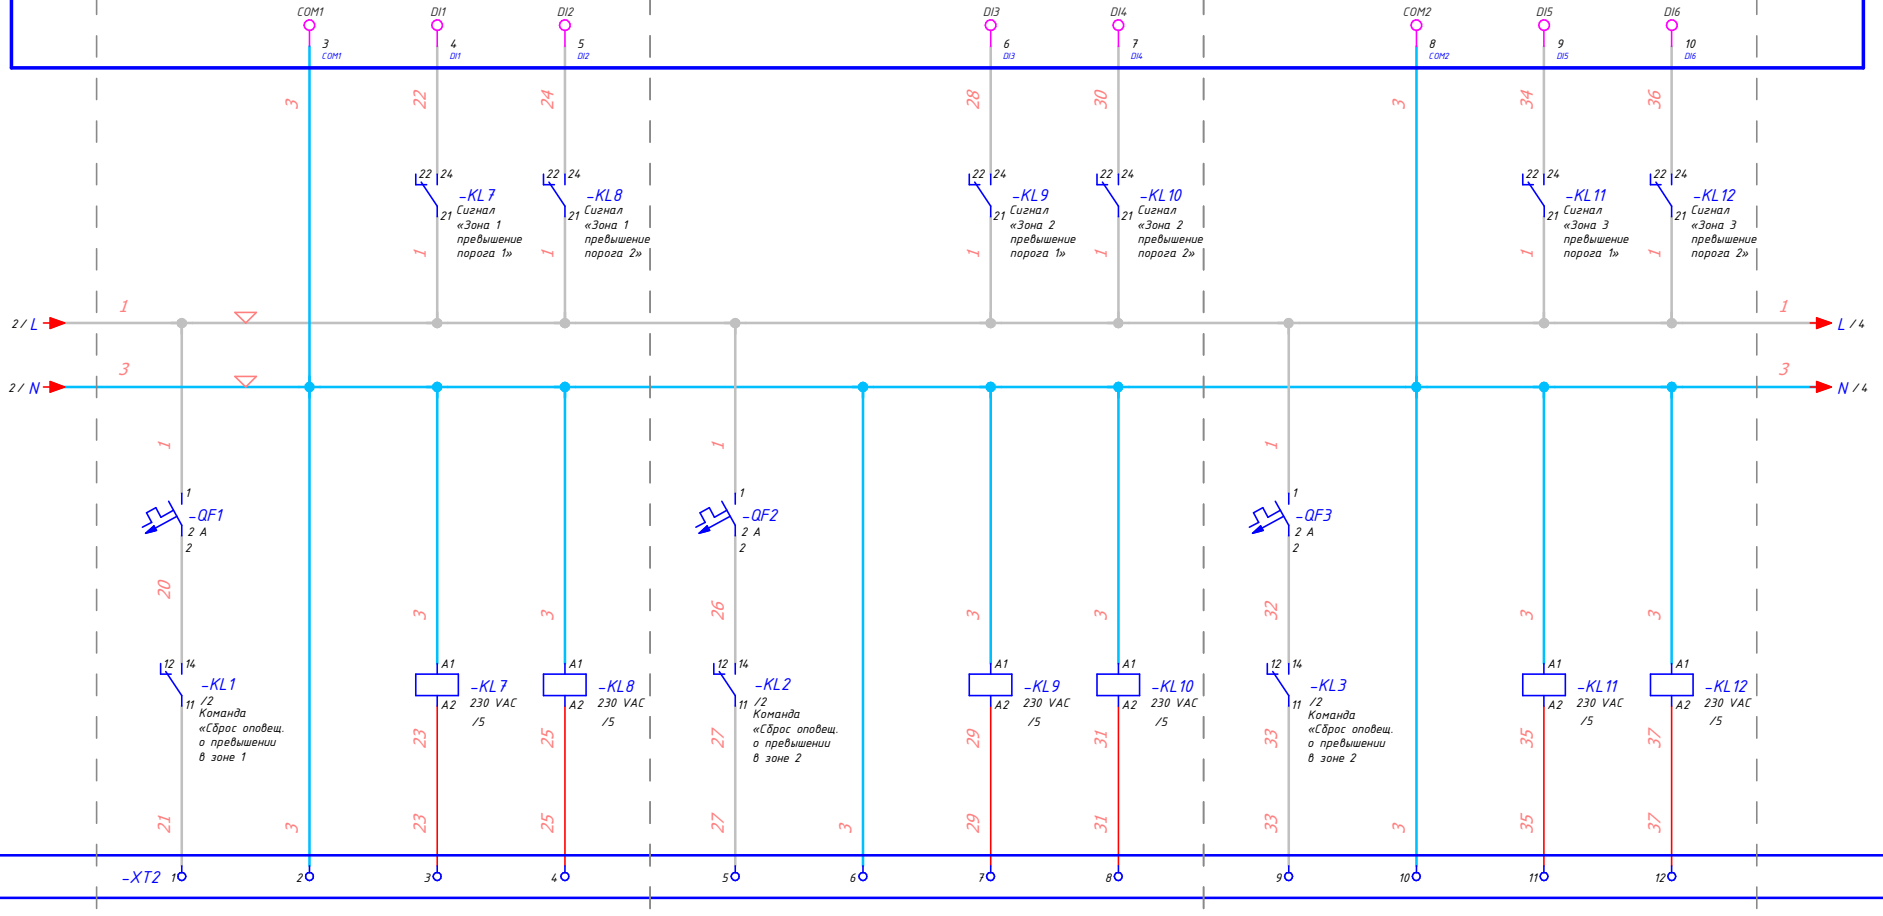 COM1 DI1 DI2 DI3 DI4 COM2 DI5 DI6
3 4 5 6 7 8 9 10
COM1 DI1 DI2 DI3 DI4 COM2 DI5 DI6
3 22 24 28 30 3 34 36
22 24 22 24 22 24 22 24 22 24 22 24
-KL7 -KL8 -KL9 -KL10 -KL11 -KL12
21 21 21 21 21 21
Сигнал
«Зона 1
превышение
порога 1»
Сигнал
«Зона 1
превышение
порога 2»
Сигнал
«Зона 2
превышение
порога 1»
Сигнал
«Зона 2
превышение
порога 2»
Сигнал
«Зона 3
превышение
порога 1»
Сигнал
«Зона 3
превышение
порога 2»
1 1 1 1 1 1
1 1
2 / L L / 4
3 3
2 / N N / 4
1 1 1
1 1 1
-QF1 -QF2 -QF3
2 A 2 A 2 A
2 2 2
20 3 3 26 3 3 32 3 3
12 14 A1 A1 12 14 A1 A1 12 14 A1 A1
-KL1 -KL7 -KL8 -KL2 -KL9 -KL10 -KL3 -KL11 -KL12
11 A2 A2 11 A2 A2 11 A2 A2
/2
Команда
«Сброс оповещ.
о превышении
в зоне 1
230 VAC
/5
230 VAC
/5
/2
Команда
«Сброс оповещ.
о превышении
в зоне 2
230 VAC
/5
230 VAC
/5
/2
Команда
«Сброс оповещ.
о превышении
в зоне 2
230 VAC
/5
230 VAC
/5
23 25 27 29 31 33 35 37
21 3 23 25 27 3 29 31 33 3 35 37
-XT2 1 2 3 4 5 6 7 8 9 10 11 12